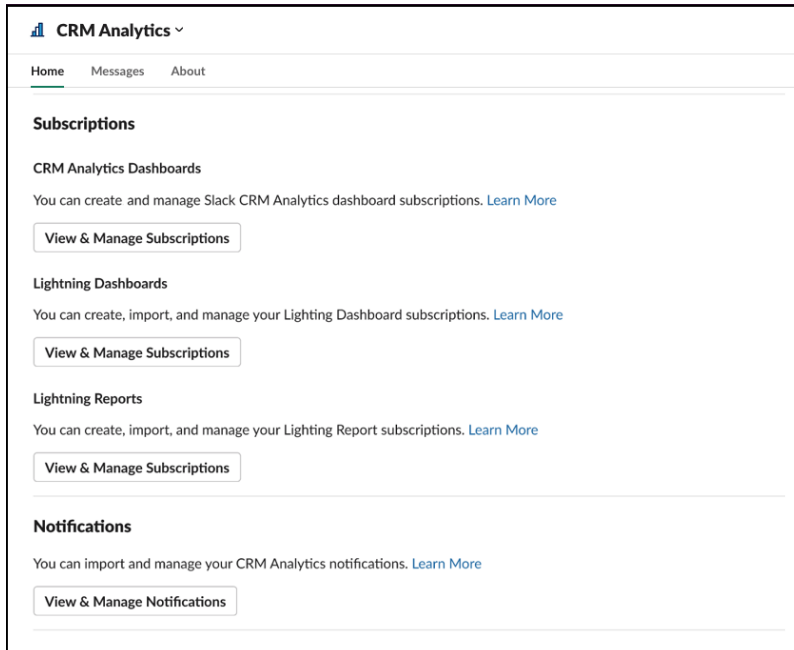 CRM Analytics
Home Messages About
Subscriptions
CRM Analytics Dashboards
You can create and manage Slack CRM Analytics dashboard subscriptions. Learn More
View & Manage Subscriptions
Lightning Dashboards
You can create, import, and manage your Lighting Dashboard subscriptions. Learn More
View & Manage Subscriptions
Lightning Reports
You can create, import, and manage your Lighting Report subscriptions. Learn More
View & Manage Subscriptions
Notifications
You can import and manage your CRM Analytics notifications. Learn More
View & Manage Notifications